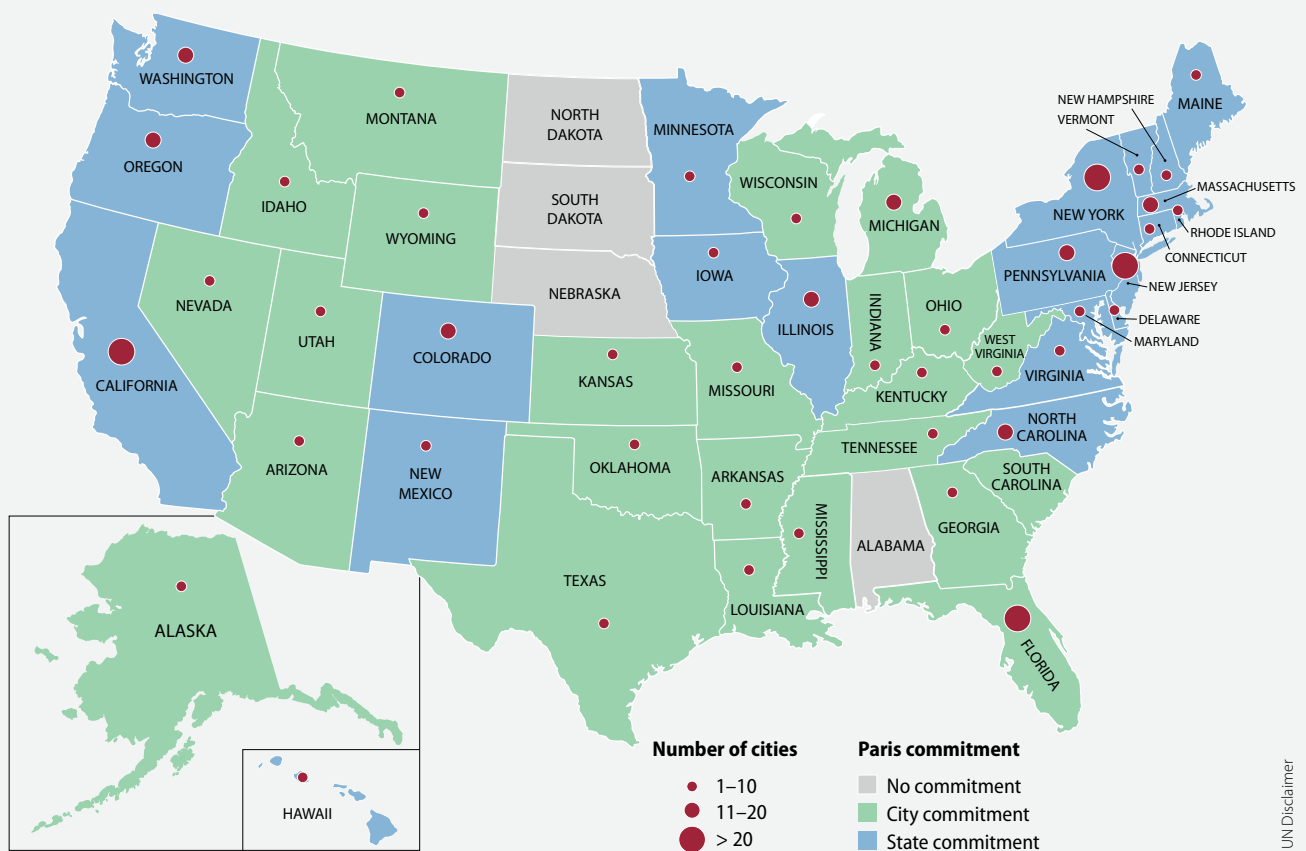 WASHINGTON
OREGON
CALIFORNIA
MONTANA
IDAHO
WYOMING
NEVADA
UTAH
COLORADO
ARIZONA
NEW
MEXICO
NORTH
DAKOTA
SOUTH
DAKOTA
NEBRASKA
KANSAS
OKLAHOMA
TEXAS
MINNESOTA
IOWA
MISSOURI
ARKANSAS
LOUISIANA
WISCONSIN
ILLINOIS
MICHIGAN
INDIANA
OHIO
KENTUCKY
TENNESSEE
MISSISSIPPI
ALABAMA
GEORGIA
FLORIDA
SOUTH
CAROLINA
NORTH
CAROLINA
VIRGINIA
WEST
VIRGINIA
PENNSYLVANIA
NEW YORK
NEW HAMPSHIRE
VERMONT
MAINE
MASSACHUSETTS
RHODE ISLAND
CONNECTICUT
NEW JERSEY
DELAWARE
MARYLAND
ALASKA
HAWAII
Number of cities
1–10
11–20
> 20
Paris commitment
No commitment
City commitment
State commitment
UN Disclaimer